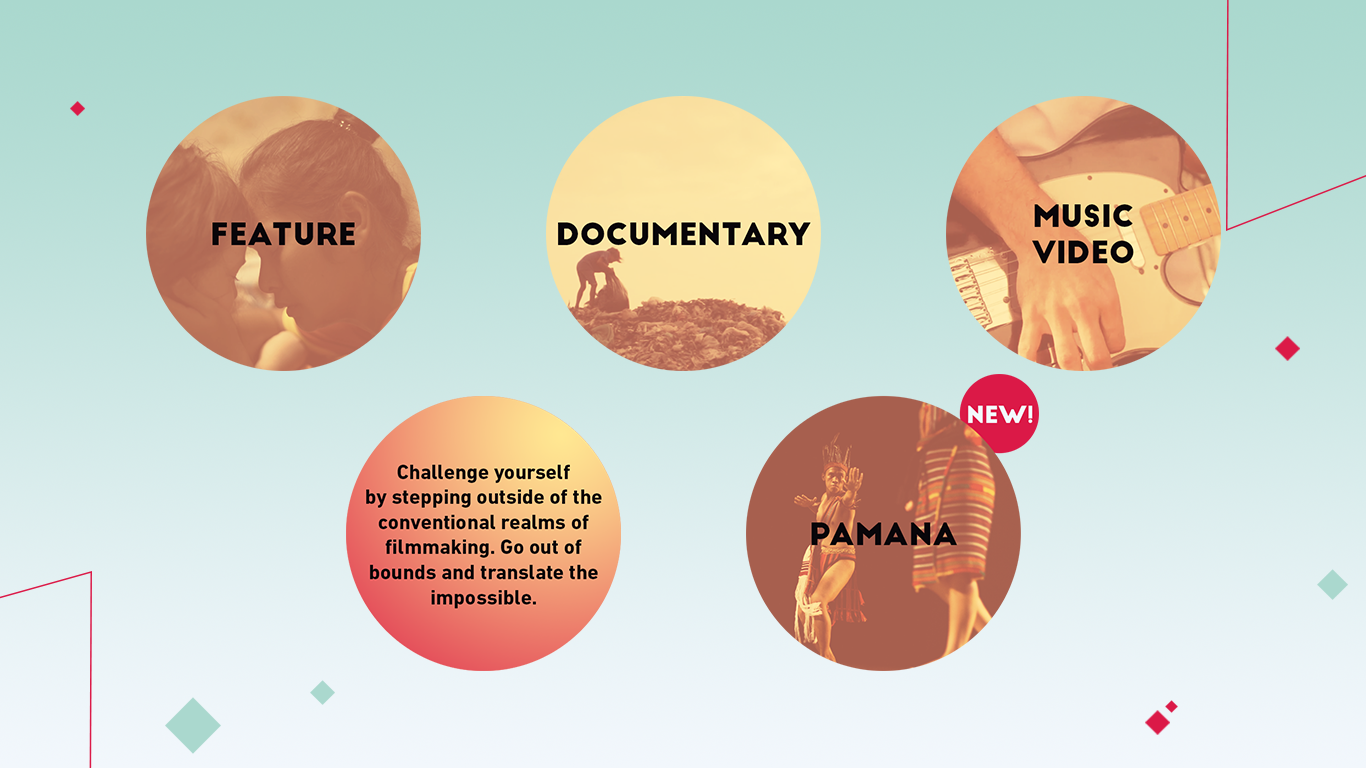 FEATURE
DOCUMENTARY
MUSIC
VIDEO
Challenge yourself
by stepping outside of the
conventional realms of
filmmaking. Go out of
bounds and translate the
impossible.
NEW!
PAMANA